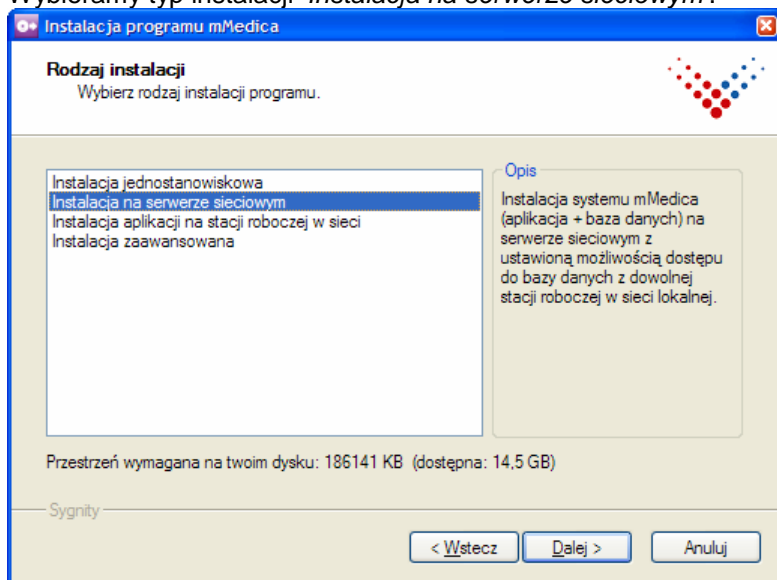 Wybieramy typ instalacji "Instalacja na serwerze sieciowym".
Instalacja programu mMedica
Rodzaj instalacji
Wybierz rodzaj instalacji programu.
Instalacja jednostanowiskowa
Instalacja na serwerze sieciowym
Instalacja aplikacji na stacji roboczej w sieci
Instalacja zaawansowana
Opis
Instalacja systemu mMedica
(aplikacja + baza danych) na
serwerze sieciowym z
ustawioną możliwością dostępu
do bazy danych z dowolnej
stacji roboczej w sieci lokalnej.
Przestrzeń wymagana na twoim dysku: 186141 KB (dostępna: 14,5 GB)
Sygnity
< Wstecz
Dalej >
Anuluj